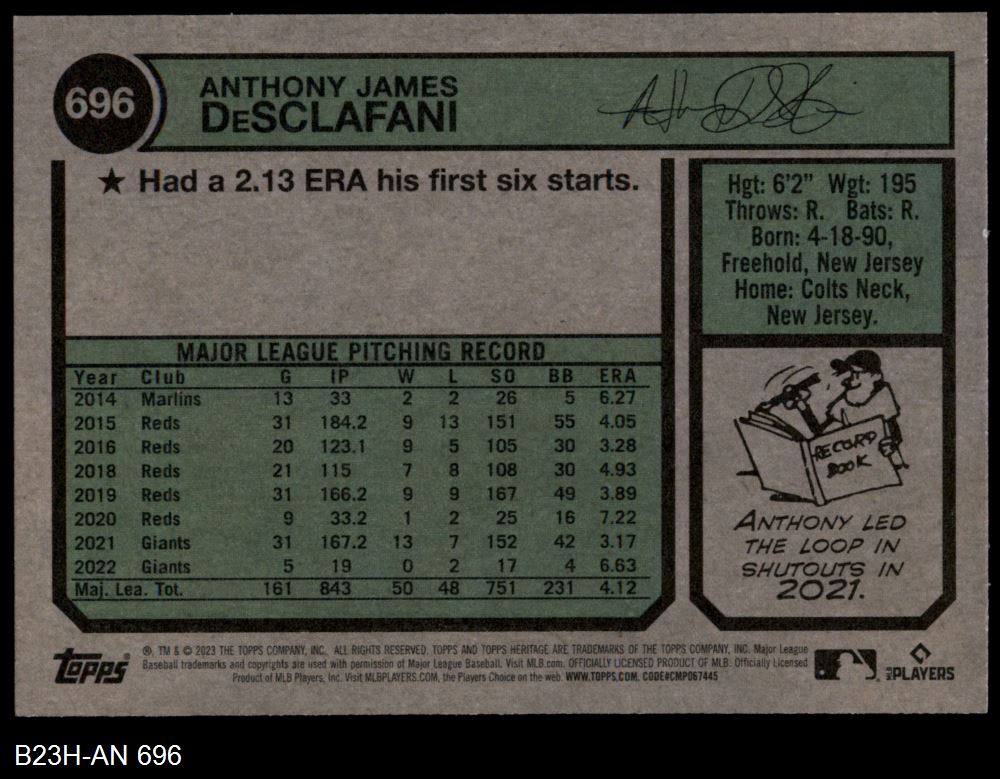 696
ANTHONY JAMES
DeSCLAFANI
★ Had a 2.13 ERA his first six starts.
Hgt: 6'2" Wgt: 195
Throws: R. Bats: R.
Born: 4-18-90,
Freehold, New Jersey
Home: Colts Neck,
New Jersey.
MAJOR LEAGUE PITCHING RECORD
Year Club G IP W L SO BB ERA
2014 Marlins 13 33 2 2 26 5 6.27
2015 Reds 31 184.2 9 13 151 55 4.05
2016 Reds 20 123.1 9 5 105 30 3.28
2018 Reds 21 115 7 8 108 30 4.93
2019 Reds 31 166.2 9 9 167 49 3.89
2020 Reds 9 33.2 1 2 25 16 7.22
2021 Giants 31 167.2 13 7 152 42 3.17
2022 Giants 5 19 0 2 17 4 6.63
Maj. Lea. Tot. 161 843 50 48 751 231 4.12
RECORD
BOOK
ANTHONY LED
THE LOOP IN
SHUTOUTS IN
2021.
Topps
®, TM & © 2023 THE TOPPS COMPANY, INC. ALL RIGHTS RESERVED. TOPPS AND TOPPS HERITAGE ARE TRADEMARKS OF THE TOPPS COMPANY, INC. Major League
Baseball trademarks and copyrights are used with permission of Major League Baseball. Visit MLB.com. OFFICIALLY LICENSED PRODUCT OF MLB. Officially Licensed
Product of MLB Players, Inc. Visit MLBPLAYERS.COM, the Players Choice on the web. WWW.TOPPS.COM. CODE#CMP067445
MLB PLAYERS
B23H-AN 696